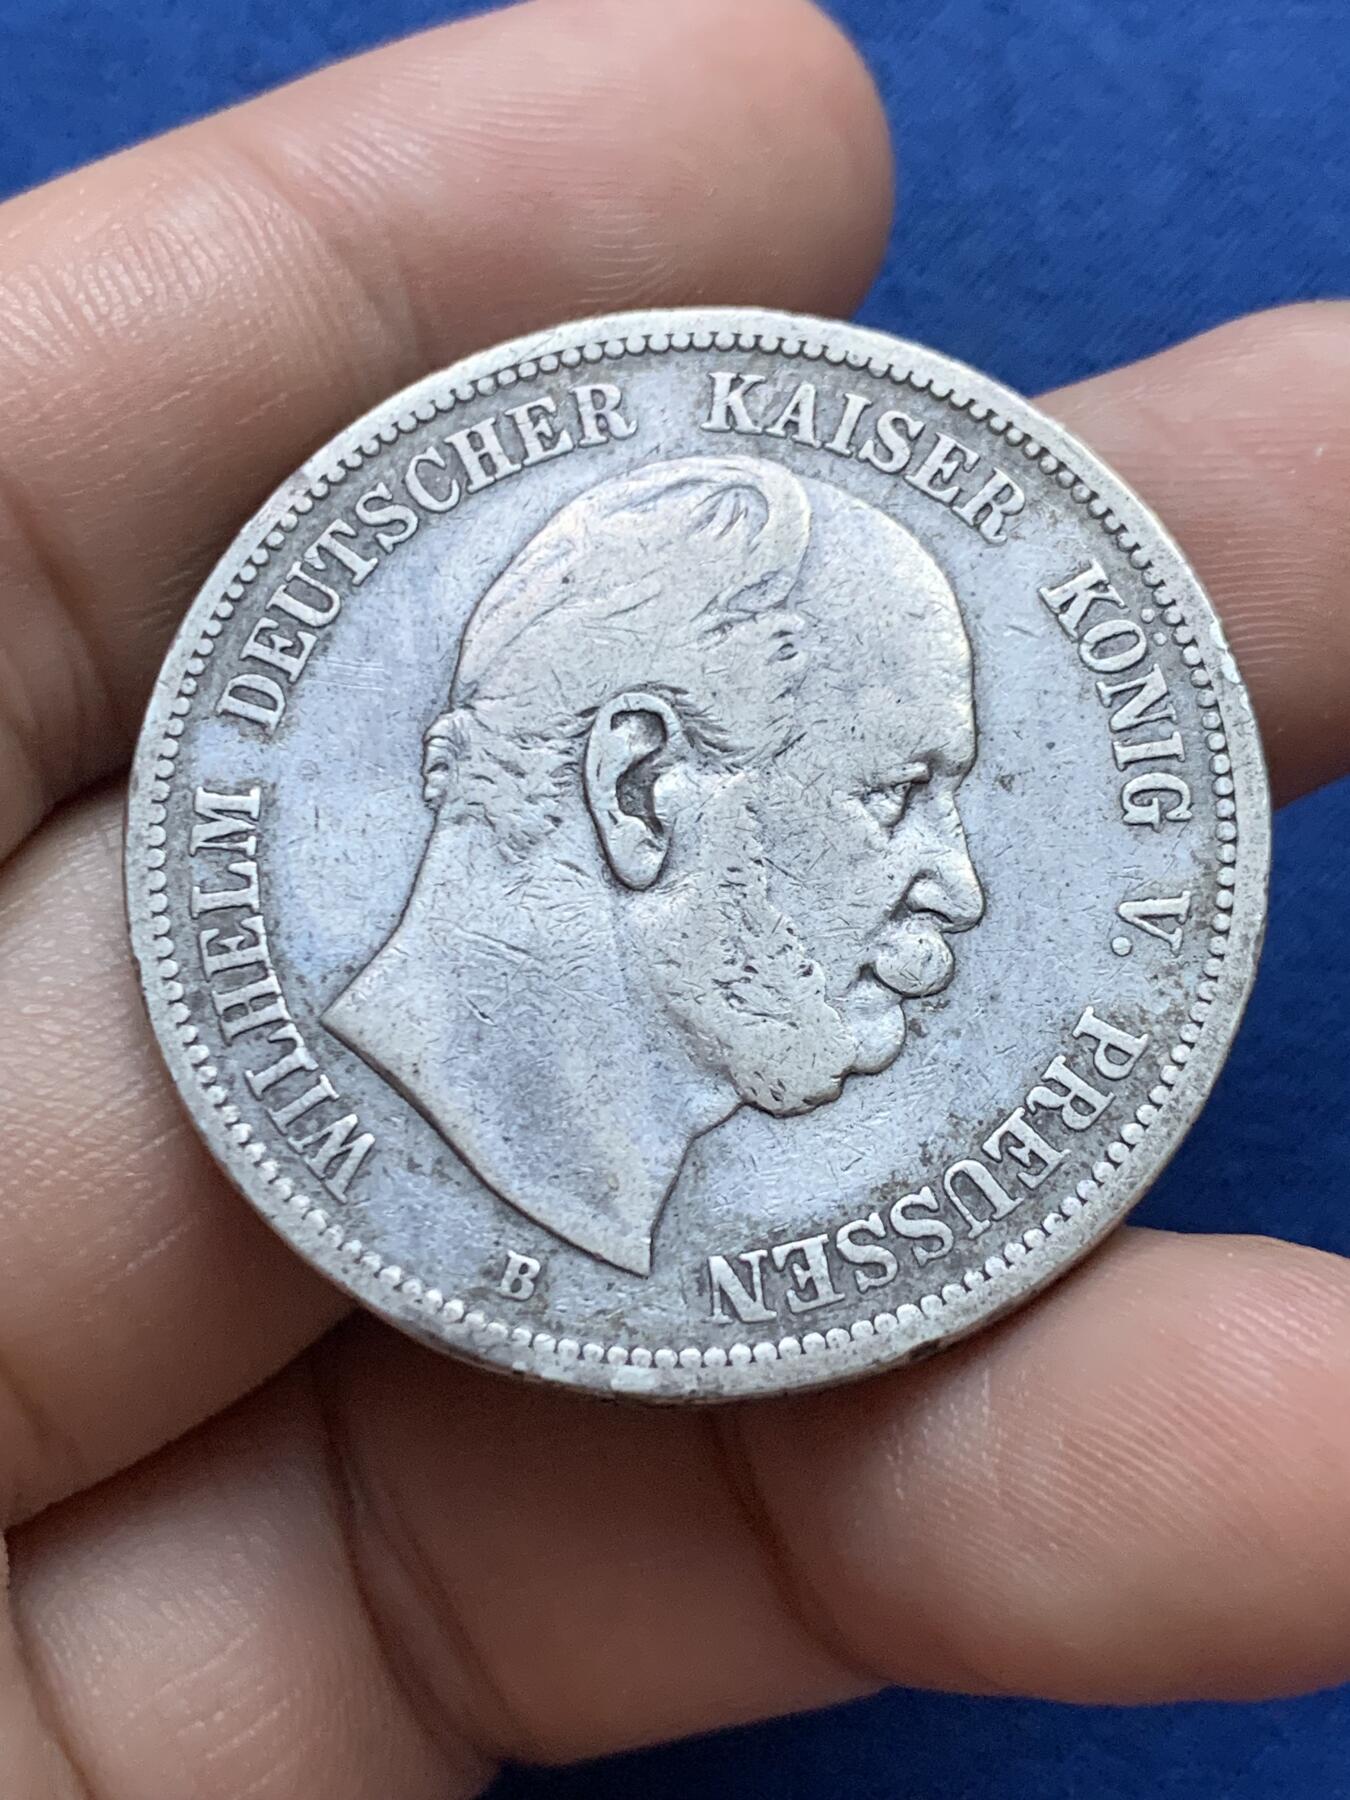 WILHELM DEUTSCHER KAISER KÖNIG V. PREUSSEN
B